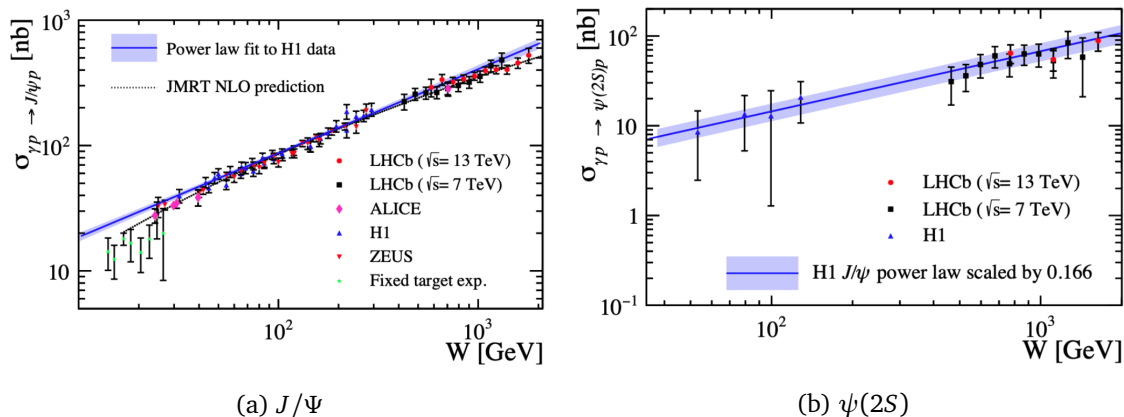 σγp → J/ψp [nb]
10³
10²
10
Power law fit to H1 data
JMRT NLO prediction
LHCb (√s= 13 TeV)
LHCb (√s= 7 TeV)
ALICE
H1
ZEUS
Fixed target exp.
10²
10³
W [GeV]
(a) J/Ψ
σγp → ψ(2S)p [nb]
10²
10
1
10⁻¹
LHCb (√s= 13 TeV)
LHCb (√s= 7 TeV)
H1
H1 J/ψ power law scaled by 0.166
10²
10³
W [GeV]
(b) ψ(2S)